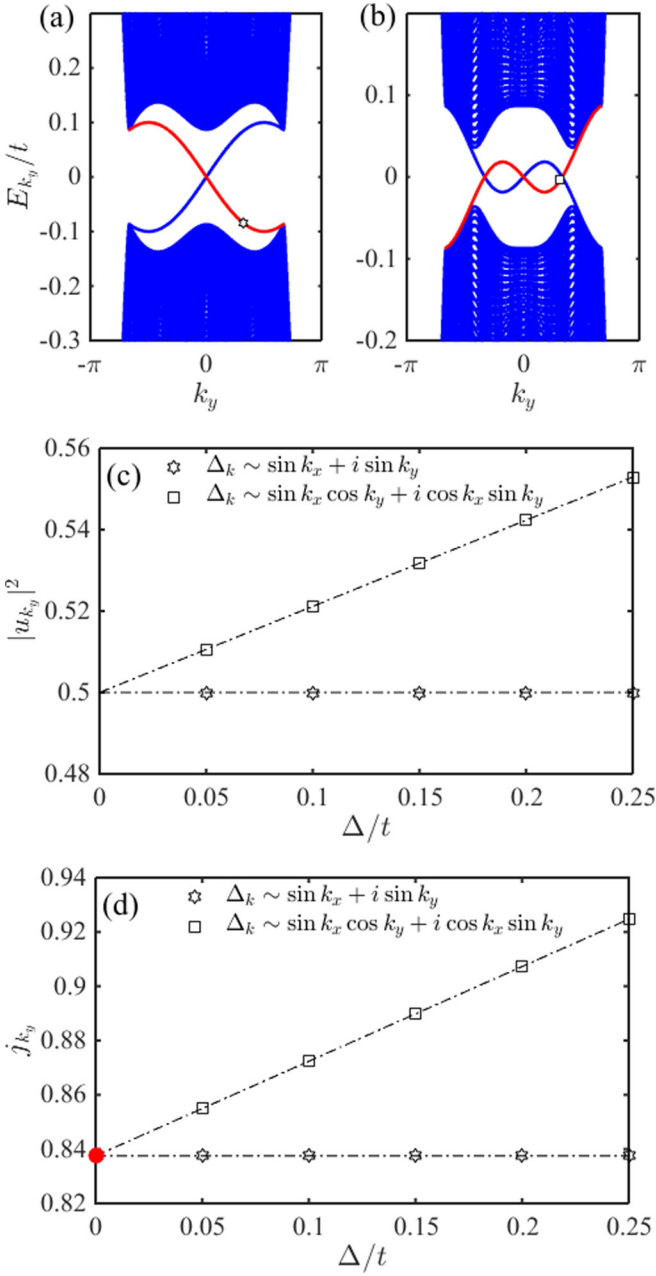 (a) (b)
0.2 0.1
0.1
E_{k_y}/t 0 0
-0.1 -0.1
-0.2
-0.3 -0.2
-π 0 π -π 0 π
k_y k_y
0.56
(c) Δ_k ∼ sin k_x + i sin k_y
Δ_k ∼ sin k_x cos k_y + i cos k_x sin k_y
0.54
|u_{k_y}|^2 0.52
0.5
0.48
0 0.05 0.1 0.15 0.2 0.25
Δ/t
0.94
(d) Δ_k ∼ sin k_x + i sin k_y
Δ_k ∼ sin k_x cos k_y + i cos k_x sin k_y
0.92
0.9
j_{k_y} 0.88
0.86
0.84
0.82
0 0.05 0.1 0.15 0.2 0.25
Δ/t